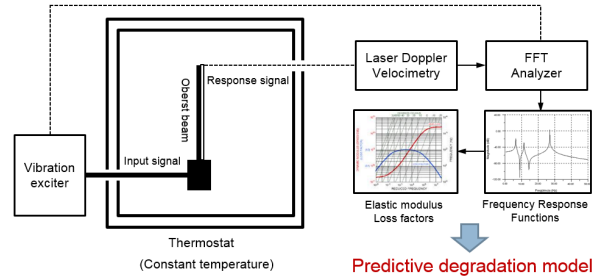 Laser Doppler
Velocimetry
FFT
Analyzer
Response signal
Oberst beam
Input signal
Vibration
exciter
Elastic modulus
Loss factors
Frequency Response
Functions
Thermostat
(Constant temperature)
Predictive degradation model